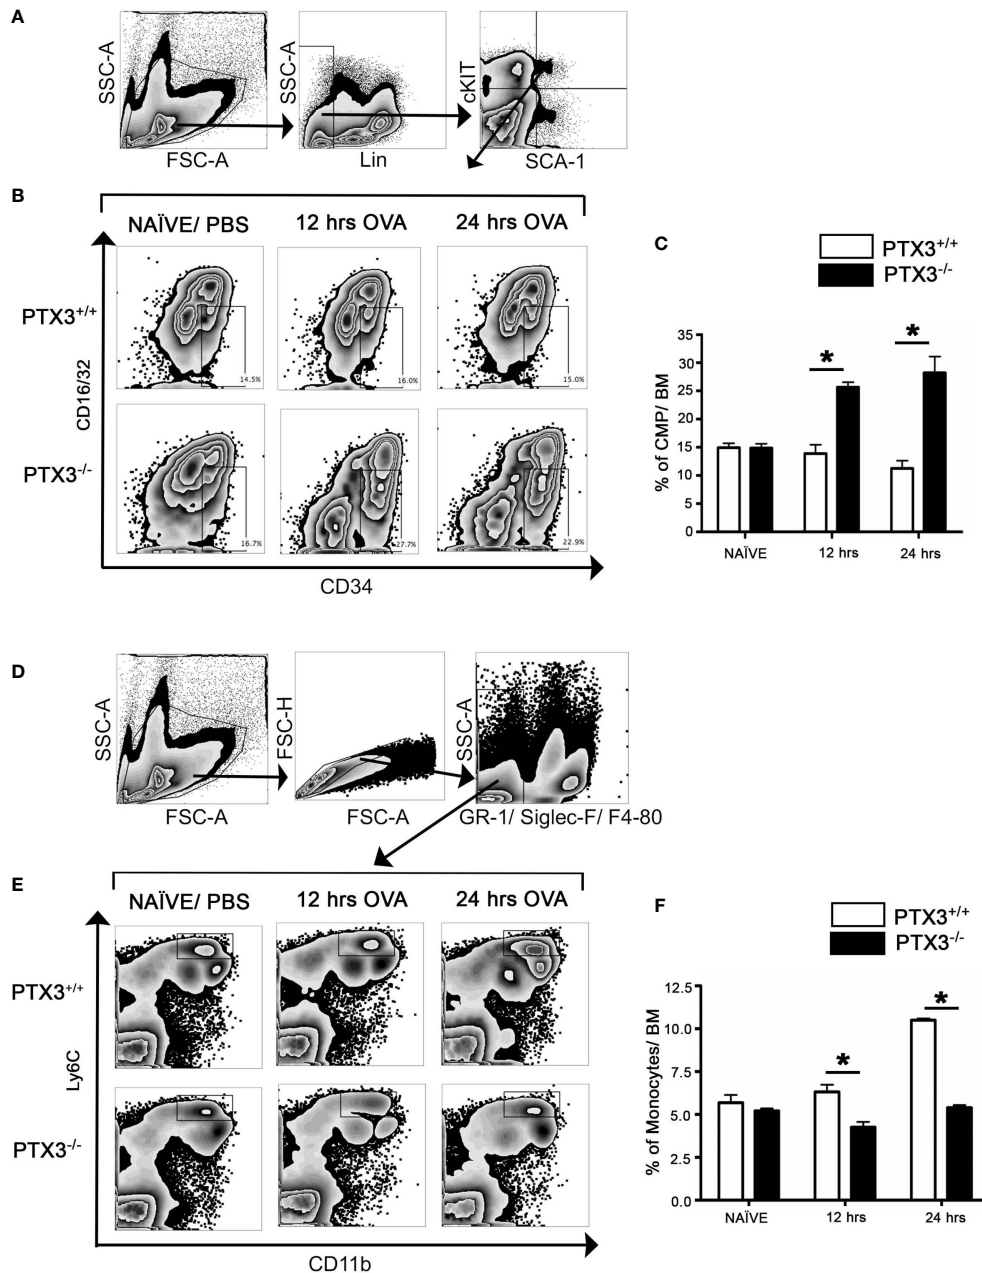 A
SSC-A
FSC-A
SSC-A
Lin
cKIT
SCA-1
B
NAÏVE/ PBS
12 hrs OVA
24 hrs OVA
PTX3+/+
14.5%
16.0%
15.0%
PTX3-/-
16.7%
27.7%
22.9%
CD16/32
CD34
C
PTX3+/+
PTX3-/-
*
*
% of CMP/ BM
35
30
25
20
15
10
5
0
NAÏVE
12 hrs
24 hrs
D
SSC-A
FSC-A
FSC-H
FSC-A
SSC-A
GR-1/ Siglec-F/ F4-80
E
NAÏVE/ PBS
12 hrs OVA
24 hrs OVA
PTX3+/+
PTX3-/-
Ly6C
CD11b
F
PTX3+/+
PTX3-/-
*
*
% of Monocytes/ BM
12.5
10.0
7.5
5.0
2.5
0.0
NAÏVE
12 hrs
24 hrs